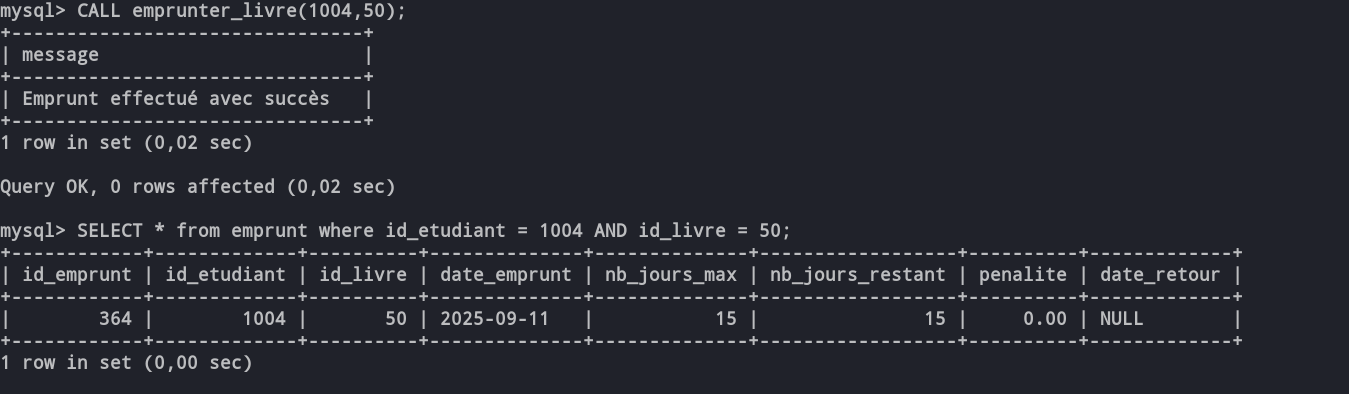 mysql> CALL emprunter_livre(1004,50);
+--------------------------------+
| message                        |
+--------------------------------+
| Emprunt effectué avec succès   |
+--------------------------------+
1 row in set (0,02 sec)

Query OK, 0 rows affected (0,02 sec)

mysql> SELECT * from emprunt where id_etudiant = 1004 AND id_livre = 50;
+------------+-------------+----------+--------------+--------------+------------------+----------+-------------+
| id_emprunt | id_etudiant | id_livre | date_emprunt | nb_jours_max | nb_jours_restant | penalite | date_retour |
+------------+-------------+----------+--------------+--------------+------------------+----------+-------------+
|        364 |        1004 |       50 | 2025-09-11   |           15 |               15 |     0.00 | NULL        |
+------------+-------------+----------+--------------+--------------+------------------+----------+-------------+
1 row in set (0,00 sec)